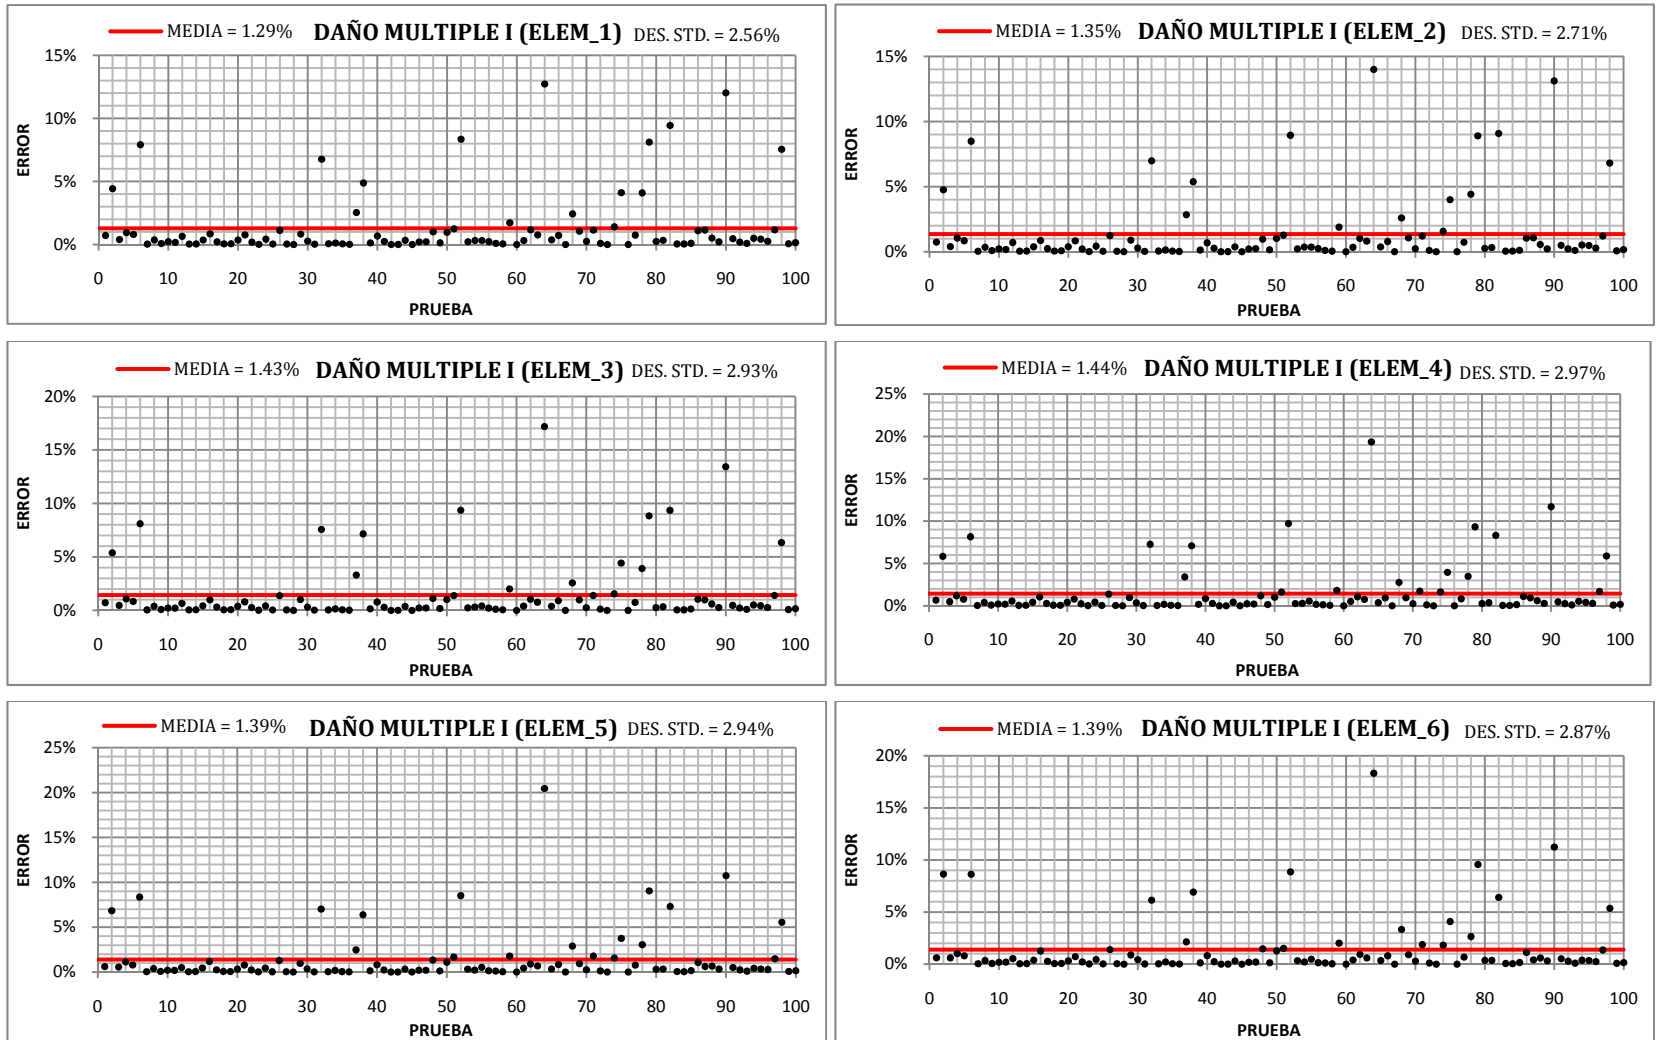 MEDIA = 1.29% DAÑO MULTIPLE I (ELEM_1) DES. STD. = 2.56%
15%
10%
5%
0%
ERROR
0 10 20 30 40 50 60 70 80 90 100
PRUEBA
MEDIA = 1.35% DAÑO MULTIPLE I (ELEM_2) DES. STD. = 2.71%
15%
10%
5%
0%
ERROR
0 10 20 30 40 50 60 70 80 90 100
PRUEBA
MEDIA = 1.43% DAÑO MULTIPLE I (ELEM_3) DES. STD. = 2.93%
20%
15%
10%
5%
0%
ERROR
0 10 20 30 40 50 60 70 80 90 100
PRUEBA
MEDIA = 1.44% DAÑO MULTIPLE I (ELEM_4) DES. STD. = 2.97%
25%
20%
15%
10%
5%
0%
ERROR
0 10 20 30 40 50 60 70 80 90 100
PRUEBA
MEDIA = 1.39% DAÑO MULTIPLE I (ELEM_5) DES. STD. = 2.94%
25%
20%
15%
10%
5%
0%
ERROR
0 10 20 30 40 50 60 70 80 90 100
PRUEBA
MEDIA = 1.39% DAÑO MULTIPLE I (ELEM_6) DES. STD. = 2.87%
20%
15%
10%
5%
0%
ERROR
0 10 20 30 40 50 60 70 80 90 100
PRUEBA